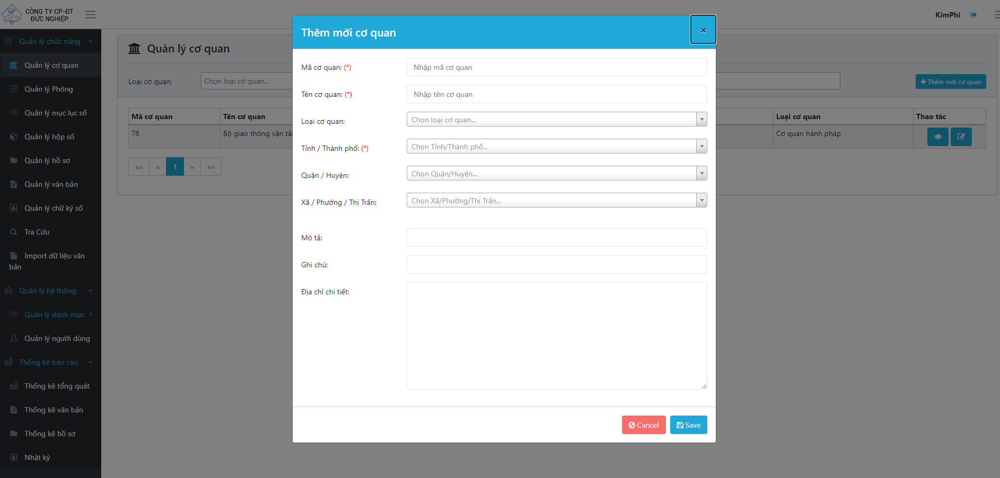 CÔNG TY CP-ĐT
ĐỨC NGHIỆP
KimPhi
Quản lý chức năng
Quản lý cơ quan
Quản lý Phông
Quản lý mục lục số
Quản lý hộp số
Quản lý hồ sơ
Quản lý văn bản
Quản lý chữ ký số
Tra Cứu
Import dữ liệu văn
bản
Quản lý hệ thống
Quản lý danh mục
Quản lý người dùng
Thống kê báo cáo
Thống kê tổng quát
Thống kê văn bản
Thống kê hồ sơ
Nhật ký
Quản lý cơ quan
Loại cơ quan:
Chọn loại cơ quan...
Thêm mới cơ quan
Mã cơ quan
Tên cơ quan
Loại cơ quan
Thao tác
78
Bộ giao thông vận tải
Cơ quan hành pháp
«« « 1 » »»
Thêm mới cơ quan
×
Mã cơ quan: (*)
Nhập mã cơ quan
Tên cơ quan: (*)
Nhập tên cơ quan
Loại cơ quan:
Chọn loại cơ quan...
Tỉnh / Thành phố: (*)
Chọn Tỉnh/Thành phố...
Quận / Huyện:
Chọn Quận/Huyện...
Xã / Phường / Thị Trấn:
Chọn Xã/Phường/Thị Trấn...
Mô tả:
Ghi chú:
Địa chỉ chi tiết:
Cancel
Save